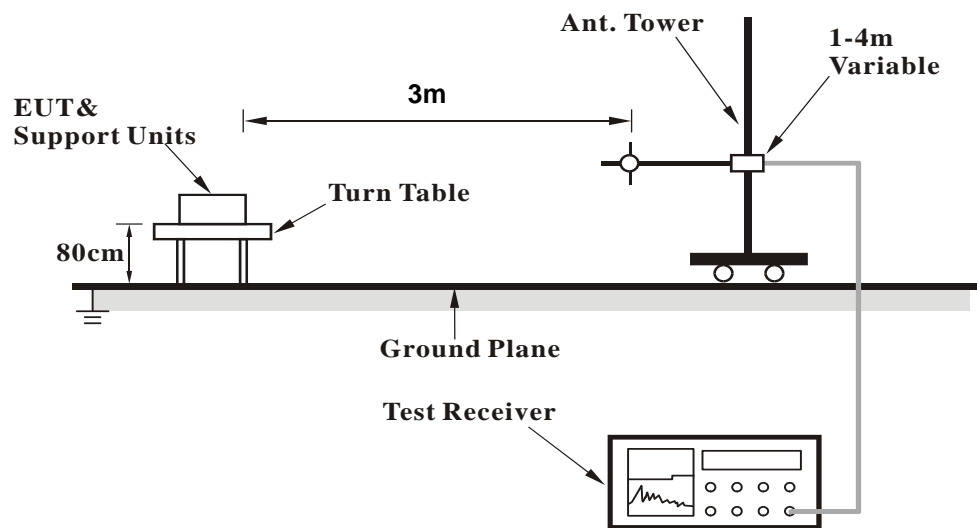 Ant. Tower
1-4m
Variable
3m
EUT&
Support Units
Turn Table
80cm
Ground Plane
Test Receiver